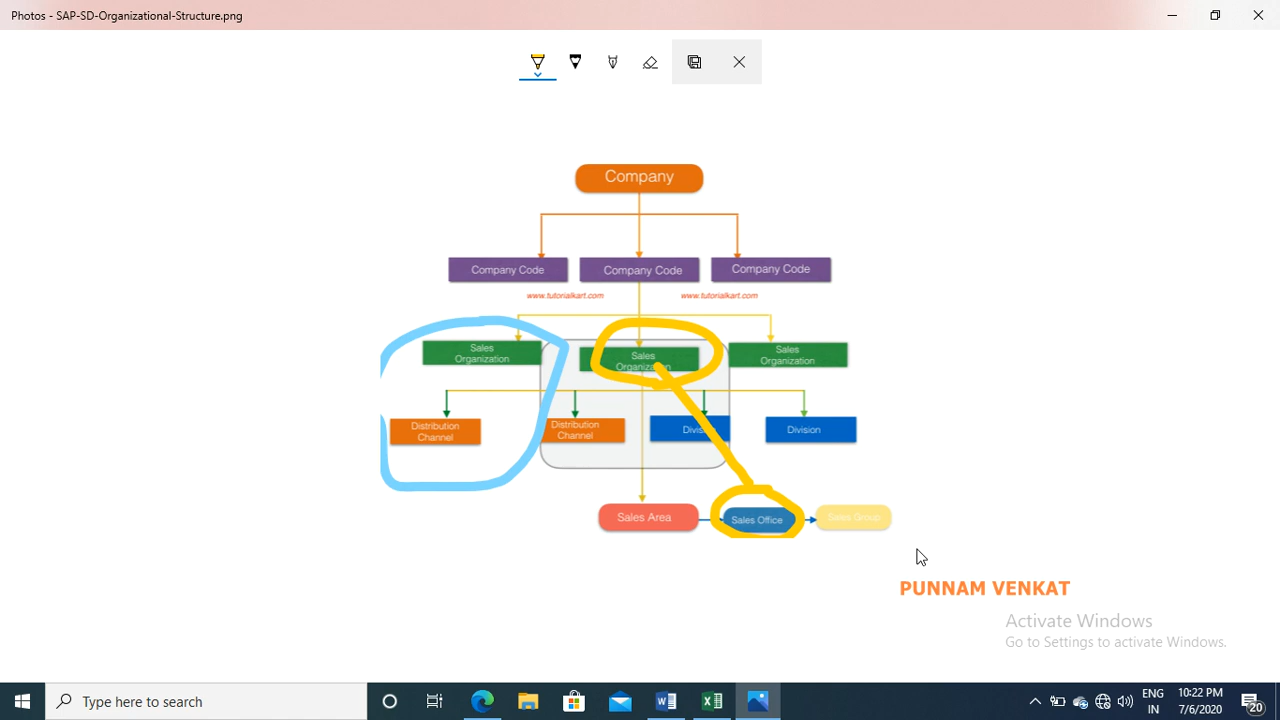 Photos - SAP-SD-Organizational-Structure.png
Company
Company Code
Company Code
Company Code
www.tutorialkart.com
www.tutorialkart.com
Sales
Organization
Sales
Organization
Sales
Organization
Distribution
Channel
Distribution
Channel
Division
Division
Sales Area
Sales Office
Sales Group
PUNNAM VENKAT
Activate Windows
Go to Settings to activate Windows.
Type here to search
ENG
IN
10:22 PM
7/6/2020
20